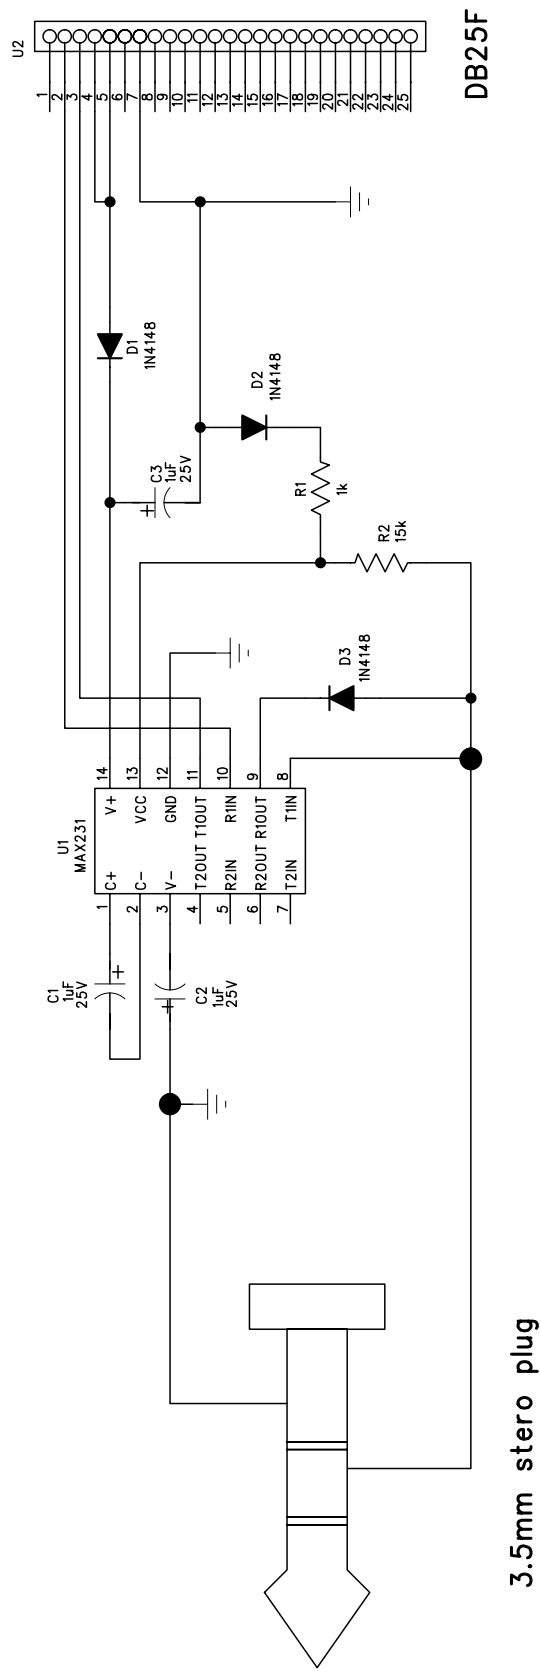 U2
DB25F
1
2
3
4
5
6
7
8
9
10
11
12
13
14
15
16
17
18
19
20
21
22
23
24
25
D1
1N4148
D2
1N4148
C3
1uF
25V
+
R1
1k
R2
15k
D3
1N4148
U1
MAX231
14
13
12
11
10
9
8
V+
VCC
GND
T2OUT T1OUT
R2IN R1IN
R2OUT R1OUT
T2IN T1IN
C+
C-
V-
1
2
3
4
5
6
7
C1
1uF
25V
+
C2
1uF
25V
+
3.5mm stero plug